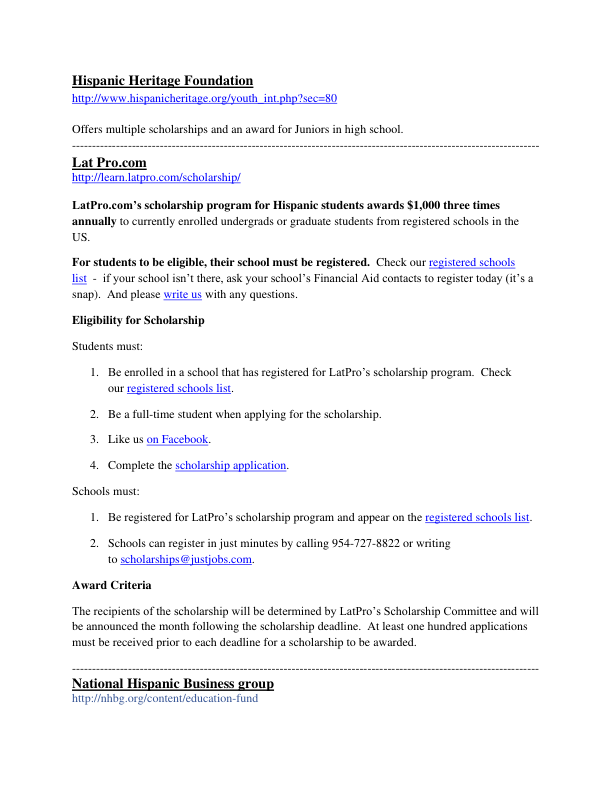 Hispanic Heritage Foundation
http://www.hispanicheritage.org/youth_int.php?sec=80
Offers multiple scholarships and an award for Juniors in high school.
--------------------------------------------------------------------------------------------------------------------
Lat Pro.com
http://learn.latpro.com/scholarship/
LatPro.com’s scholarship program for Hispanic students awards $1,000 three times
annually to currently enrolled undergrads or graduate students from registered schools in the
US.
For students to be eligible, their school must be registered.  Check our registered schools
list  -  if your school isn’t there, ask your school’s Financial Aid contacts to register today (it’s a
snap).  And please write us with any questions.
Eligibility for Scholarship
Students must:
1. Be enrolled in a school that has registered for LatPro’s scholarship program.  Check
our registered schools list.
2. Be a full-time student when applying for the scholarship.
3. Like us on Facebook.
4. Complete the scholarship application.
Schools must:
1. Be registered for LatPro’s scholarship program and appear on the registered schools list.
2. Schools can register in just minutes by calling 954-727-8822 or writing
to scholarships@justjobs.com.
Award Criteria
The recipients of the scholarship will be determined by LatPro’s Scholarship Committee and will
be announced the month following the scholarship deadline.  At least one hundred applications
must be received prior to each deadline for a scholarship to be awarded.
--------------------------------------------------------------------------------------------------------------------
National Hispanic Business group
http://nhbg.org/content/education-fund